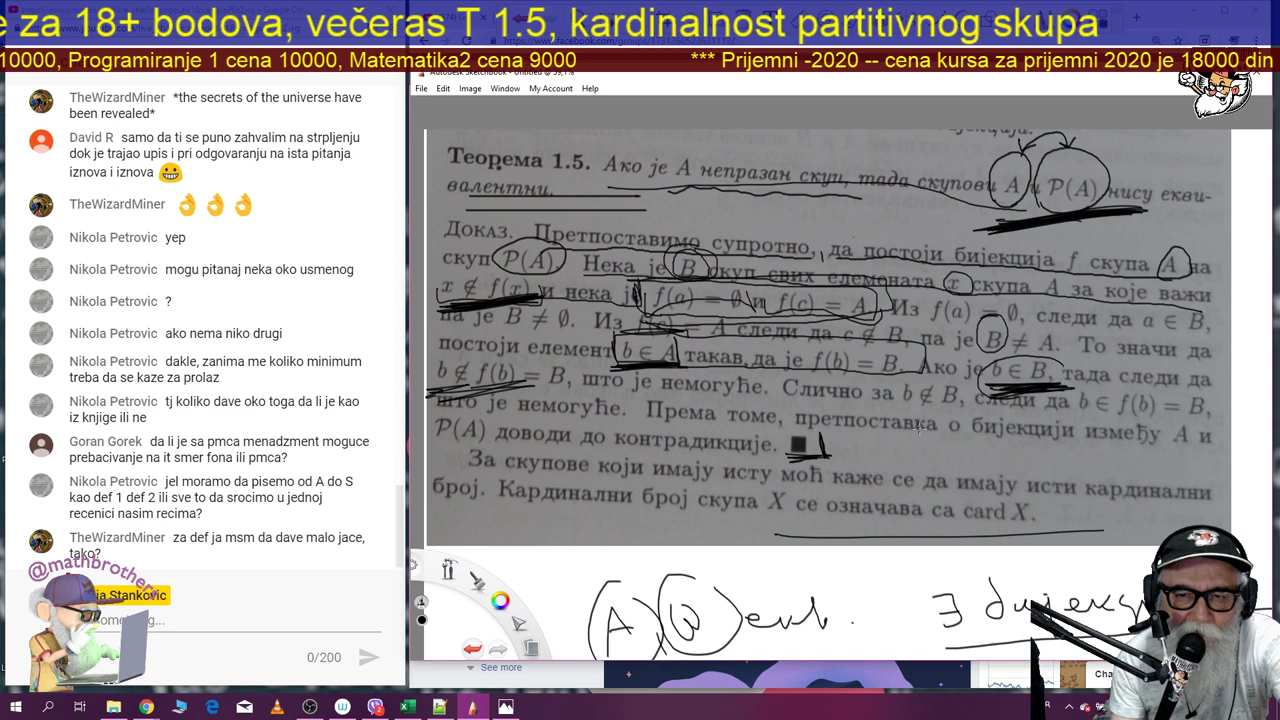 e za 18+ bodova, večeras T 1.5, kardinalnost partitivnog skupa
10000, Programiranje 1 cena 10000, Matematika2 cena 9000 *** Prijemni -2020 -- cena kursa za prijemni 2020 je 18000 din
TheWizardMiner *the secrets of the universe have
been revealed*
David R samo da ti se puno zahvalim na strpljenju
dok je trajao upis i pri odgovaranju na ista pitanja
iznova i iznova 😀
TheWizardMiner 👌👌👌
Nikola Petrovic yep
Nikola Petrovic mogu pitanaj neka oko usmenog
Nikola Petrovic ?
Nikola Petrovic ako nema niko drugi
Nikola Petrovic dakle, zanima me koliko minimum
treba da se kaze za prolaz
Nikola Petrovic tj koliko dave oko toga da li je kao
iz knjige ili ne
Goran Gorek da li je sa pmca menadzment moguce
prebacivanje na it smer fona ili pmca?
Nikola Petrovic jel moramo da pisemo od A do S
kao def 1 def 2 ili sve to da srocimo u jednoj
recenici nasim recima?
TheWizardMiner za def ja msm da dave malo jace,
tako?
@mathbrothers
Stankovic
0/200
File Edit Image Window My Account Help
Теорема 1.5. Ако је A непразан скуп, тада скупови A и P(A) нису екви-
валентни.
Доказ. Претпоставимо супротно, да постоји бијекција f скупа A на
скуп P(A). Нека је B скуп свих елемената x скупа A за које важи
x ∉ f(x) и нека је f(a) = ∅ и f(c) = A. Из f(a) = ∅, следи да a ∈ B,
па је B ≠ ∅. Из f(c) = A следи да c ∉ B, па је B ≠ A. То значи да
постоји елемент b ∈ A такав да је f(b) = B. Ако је b ∈ B, тада следи да
b ∉ f(b) = B, што је немогуће. Слично за b ∉ B, следи да b ∈ f(b) = B,
што је немогуће. Према томе, претпоставка о бијекцији између A и
P(A) доводи до контрадикције. ■
За скупове који имају исту моћ каже се да имају исти кардинални
број. Кардинални број скупа X се означава са card X.
A, B екв. ∃ бијекц
See more
Cha